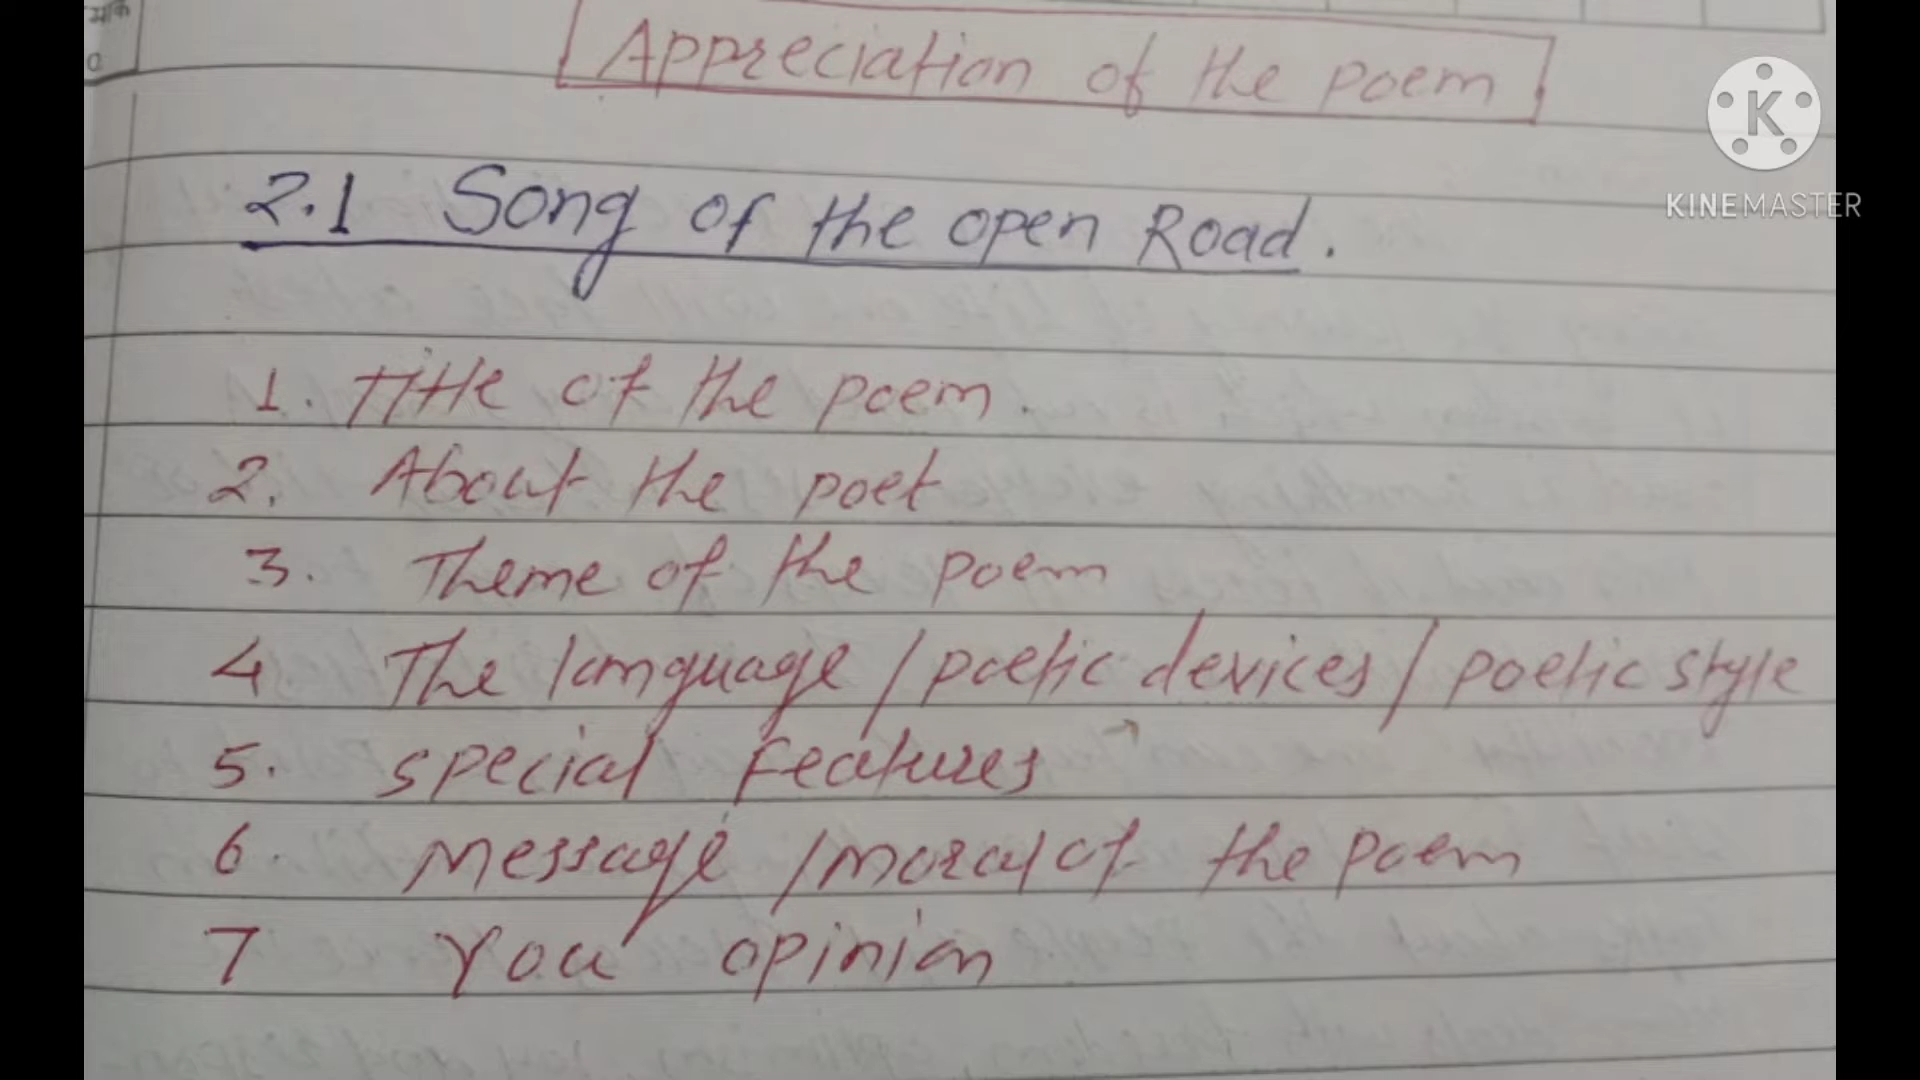 Appreciation of the poem
2.1 Song of the open Road.
1. Title of the poem.
2. About the poet
3. Theme of the poem
4 The language / poetic devices / poetic style
5. special features
6. Message / moral of the poem
7 You opinion
KINEMASTER